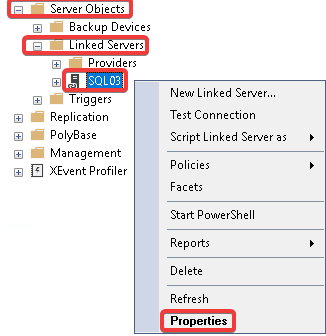 Server Objects
Backup Devices
Linked Servers
Providers
SQL03
Triggers
Replication
PolyBase
Management
XEvent Profiler
New Linked Server...
Test Connection
Script Linked Server as
Policies
Facets
Start PowerShell
Reports
Delete
Refresh
Properties